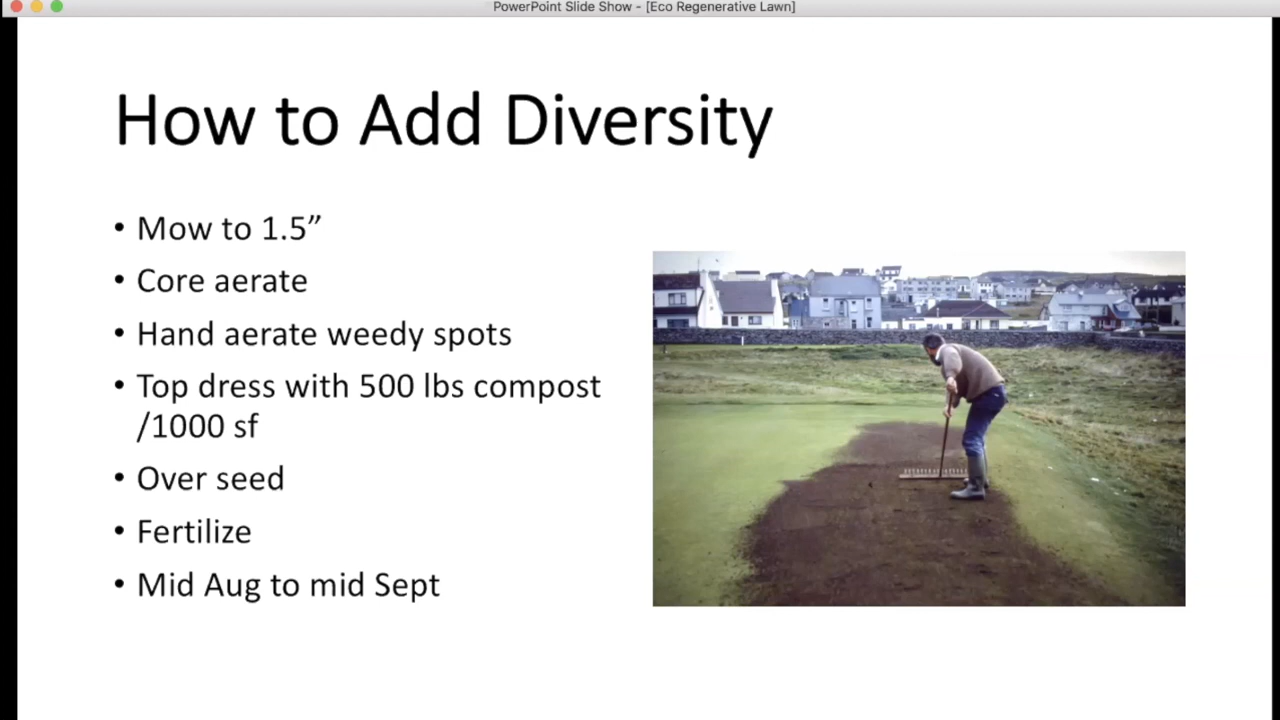 PowerPoint Slide Show - [Eco Regenerative Lawn]
How to Add Diversity
• Mow to 1.5”
• Core aerate
• Hand aerate weedy spots
• Top dress with 500 lbs compost
/1000 sf
• Over seed
• Fertilize
• Mid Aug to mid Sept